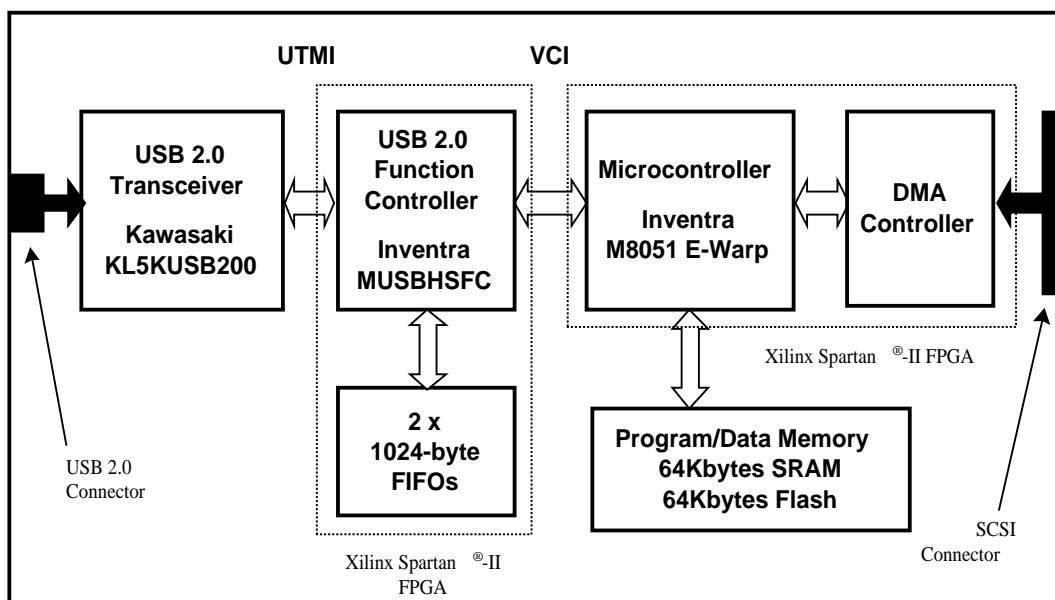 UTMI
VCI
USB 2.0
Transceiver
Kawasaki
KL5KUSB200
USB 2.0
Function
Controller
Inventra
MUSBHSFC
Microcontroller
Inventra
M8051 E-Warp
DMA
Controller
Xilinx Spartan ®-II FPGA
2 x
1024-byte
FIFOs
Program/Data Memory
64Kbytes SRAM
64Kbytes Flash
USB 2.0
Connector
SCSI
Connector
Xilinx Spartan ®-II
FPGA